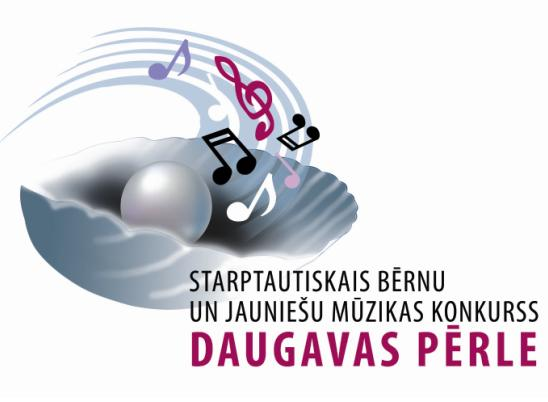 STARPTAUTISKAIS BĒRNU
UN JAUNIEŠU MŪZIKAS KONKURSS
DAUGAVAS PĒRLE